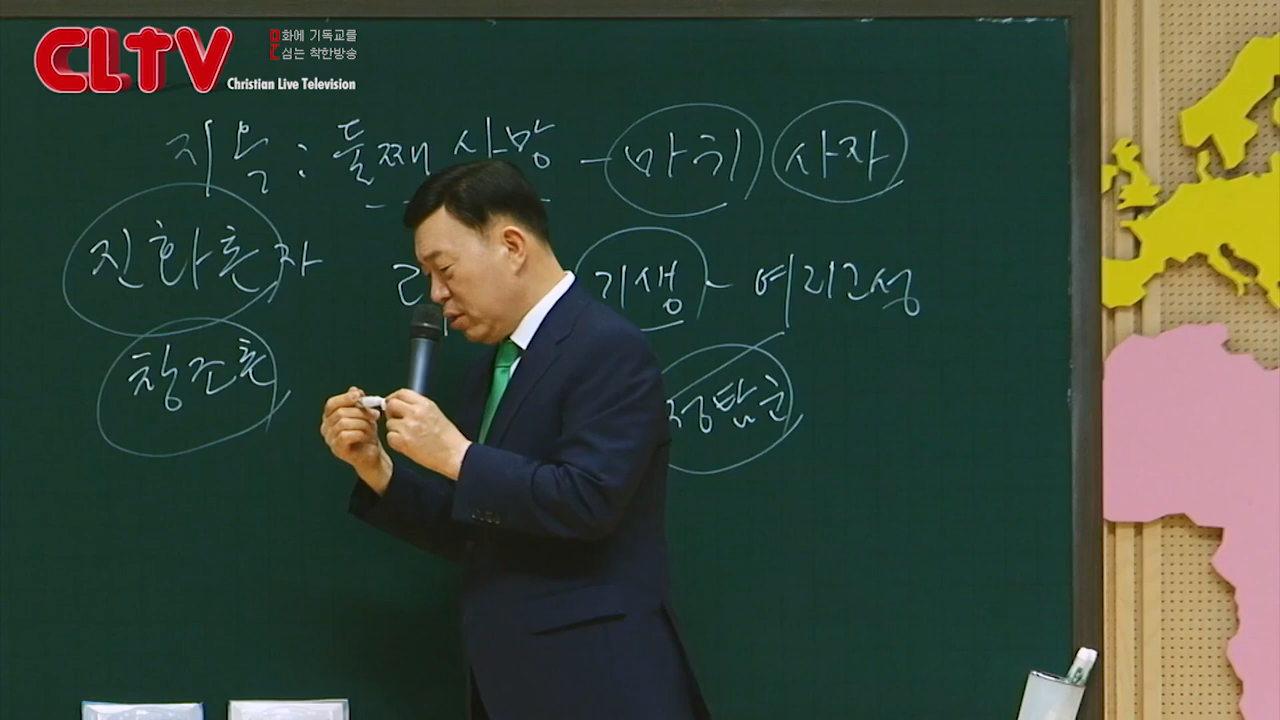 CLTV
문화에 기독교를
심는 착한방송
Christian Live Television
지옥 : 둘째 사망 - 마귀 사자
진화론자
기생 - 여리고성
창조론
정탐꾼